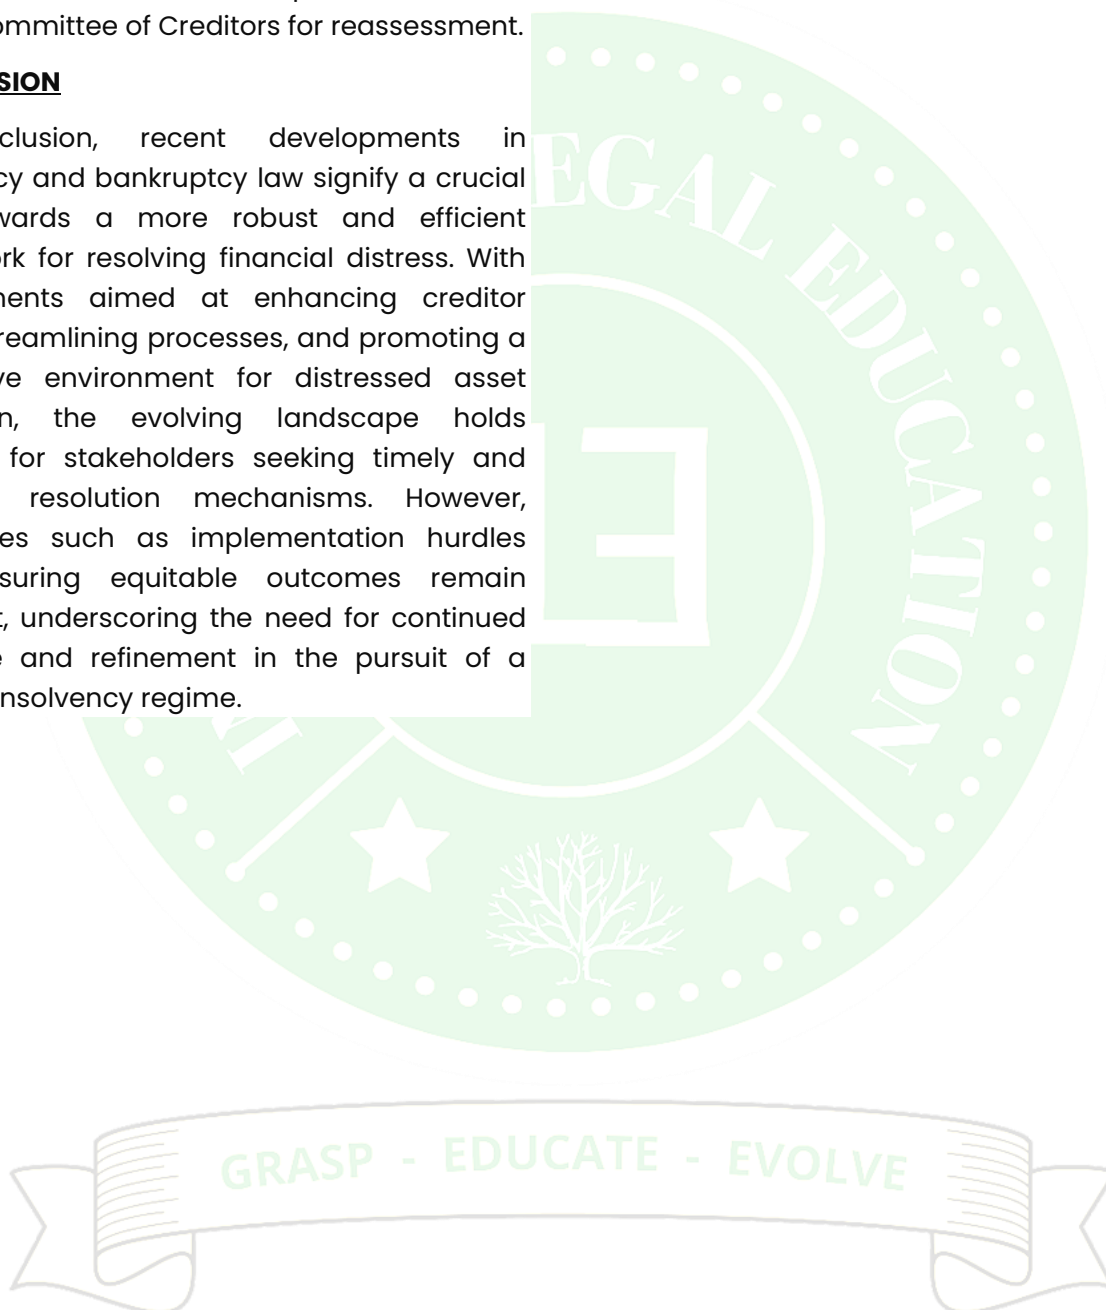 ommittee of Creditors for reassessment.
SION
clusion, recent developments in
cy and bankruptcy law signify a crucial
wards a more robust and efficient
rk for resolving financial distress. With
nents aimed at enhancing creditor
reamlining processes, and promoting a
ve environment for distressed asset
n, the evolving landscape holds
for stakeholders seeking timely and
resolution mechanisms. However,
es such as implementation hurdles
suring equitable outcomes remain
t, underscoring the need for continued
e and refinement in the pursuit of a
nsolvency regime.
EGAL EDUCATION
E
GRASP - EDUCATE - EVOLVE